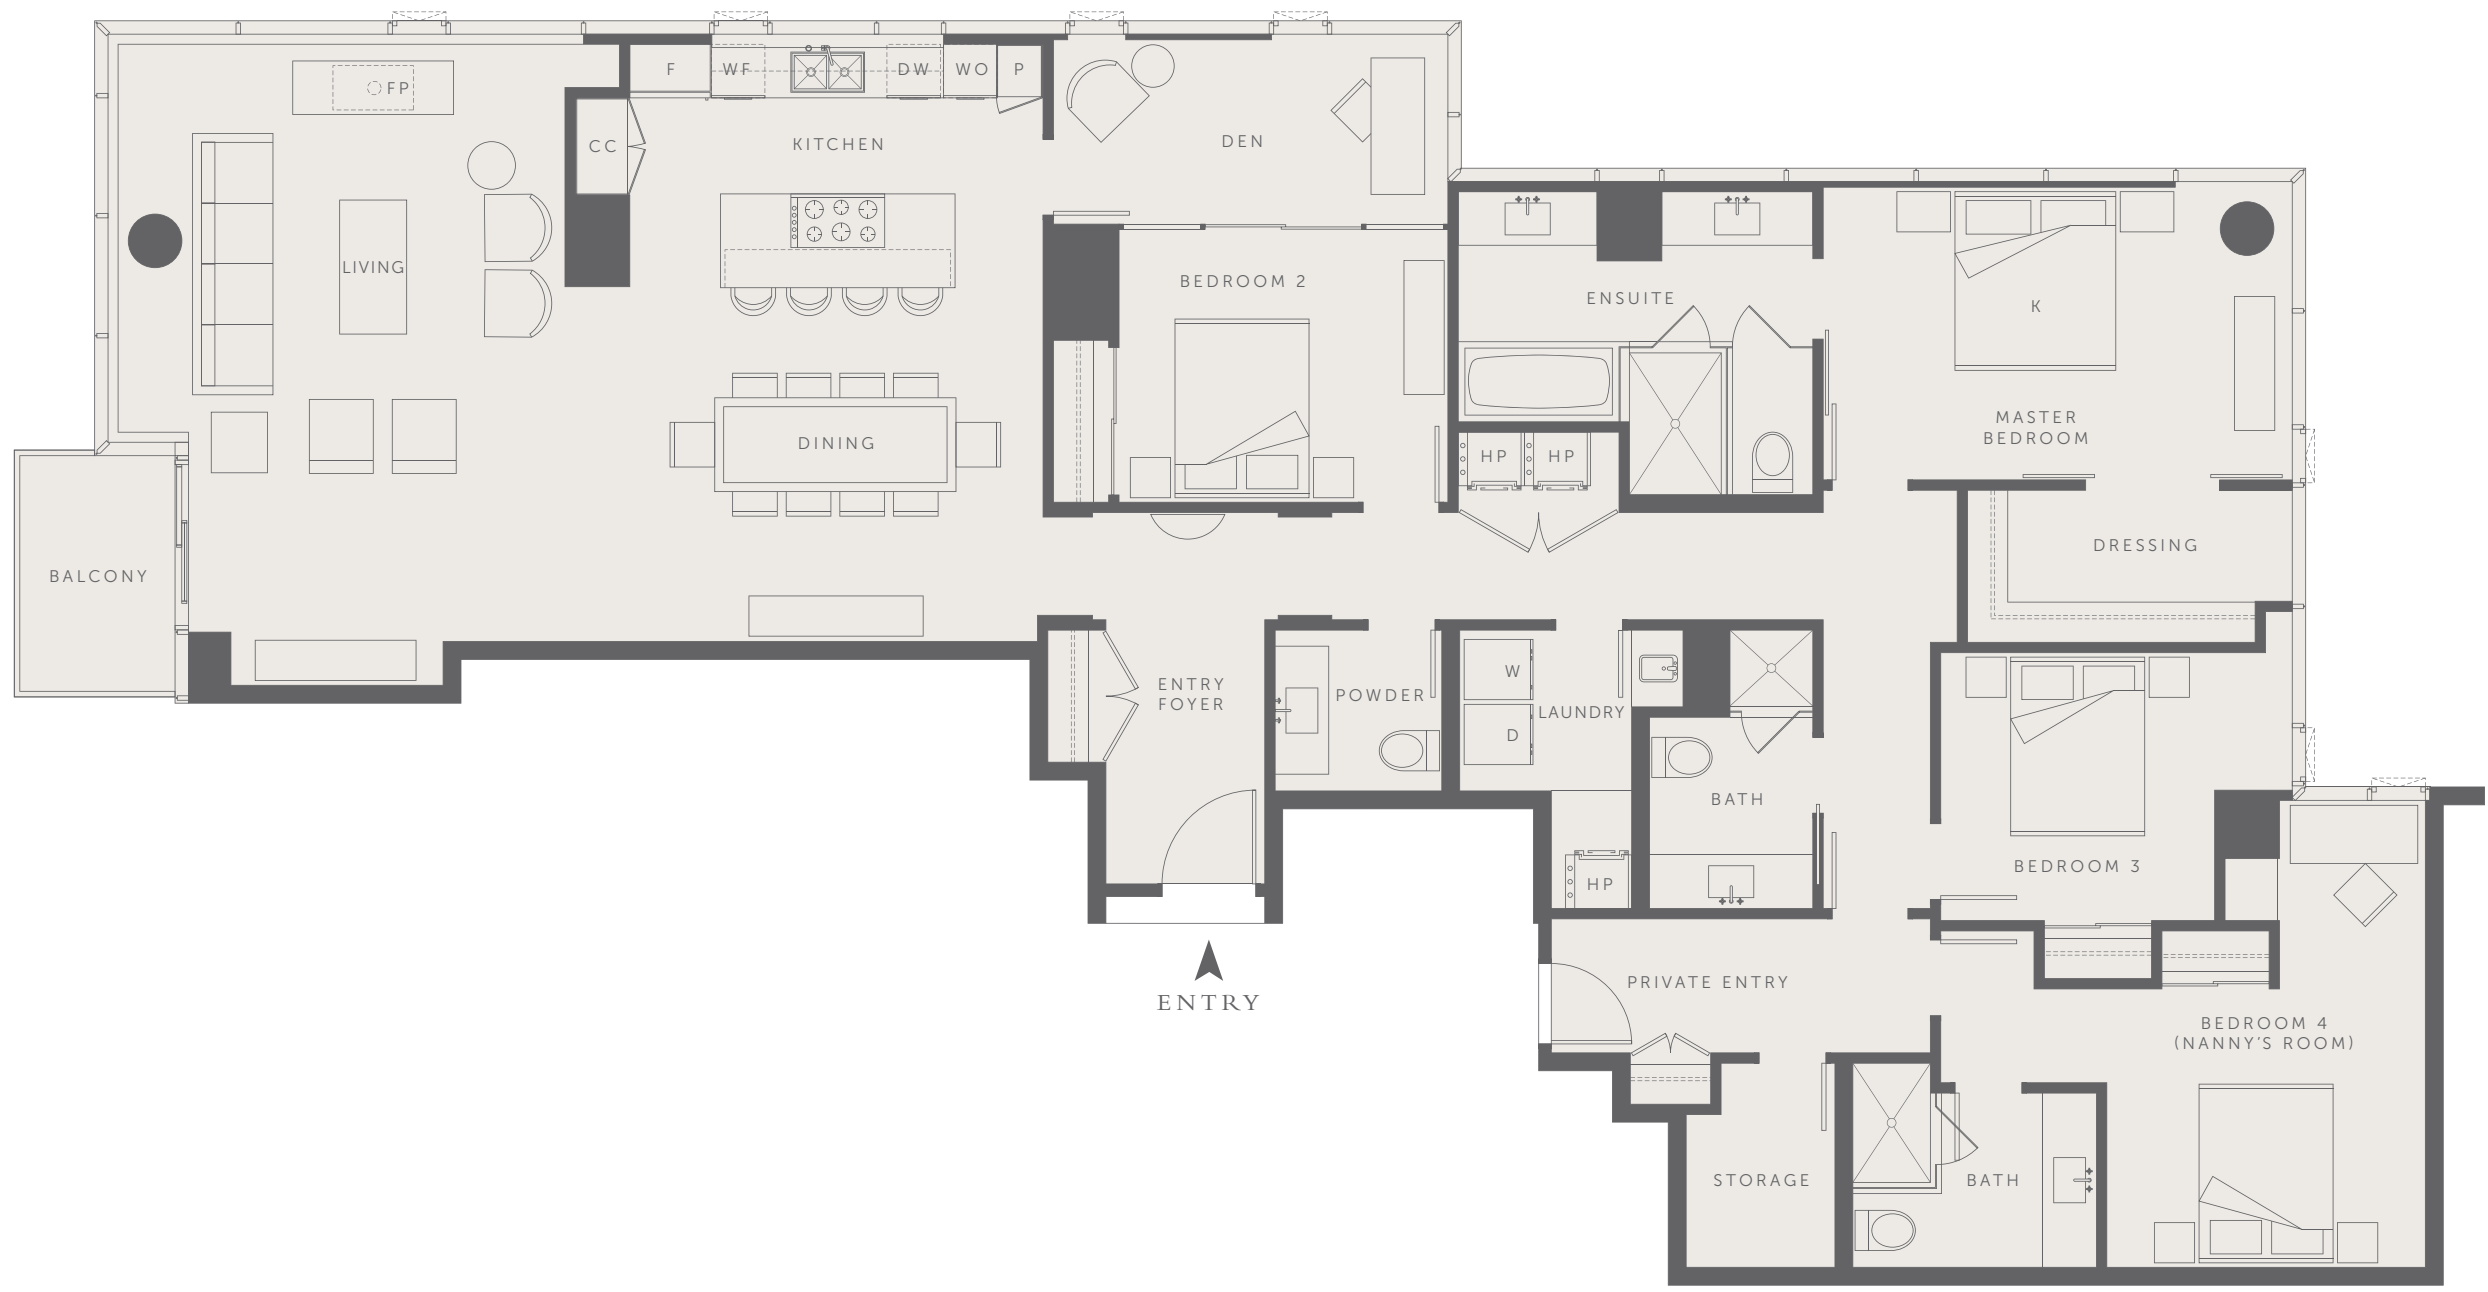 F
WF
DW
WO
P
FP
CC
KITCHEN
DEN
LIVING
BEDROOM 2
ENSUITE
K
MASTER
BEDROOM
DINING
HP
HP
DRESSING
BALCONY
ENTRY
FOYER
POWDER
W
LAUNDRY
D
BATH
HP
BEDROOM 3
PRIVATE ENTRY
ENTRY
BEDROOM 4
(NANNY'S ROOM)
STORAGE
BATH